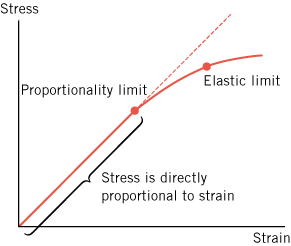 Stress
Proportionality limit
Elastic limit
Stress is directly
proportional to strain
Strain